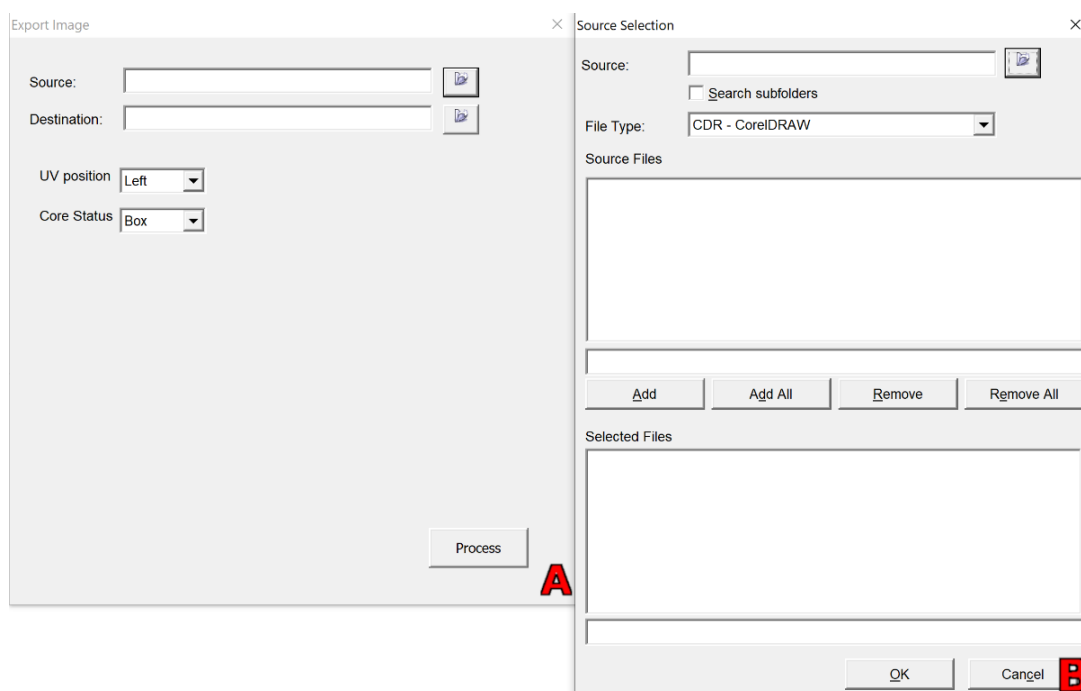 Export Image
Source:
Destination:
UV position Left
Core Status Box
Process
A
Source Selection
Source:
Search subfolders
File Type: CDR - CorelDRAW
Source Files
Add Add All Remove Remove All
Selected Files
OK Cancel
B